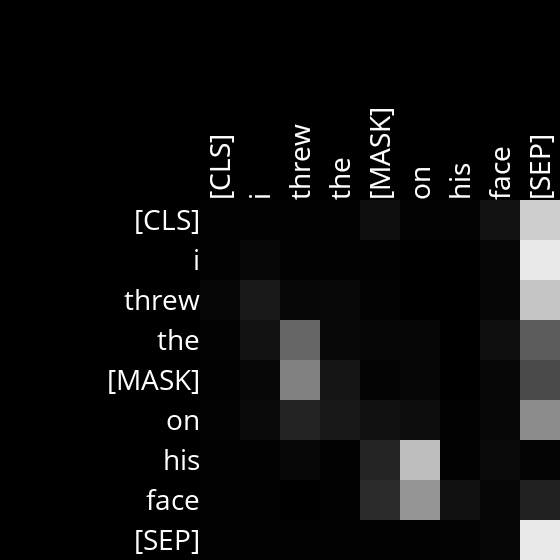 [CLS] i threw the [MASK] on his face [SEP]
[CLS]
i
threw
the
[MASK]
on
his
face
[SEP]